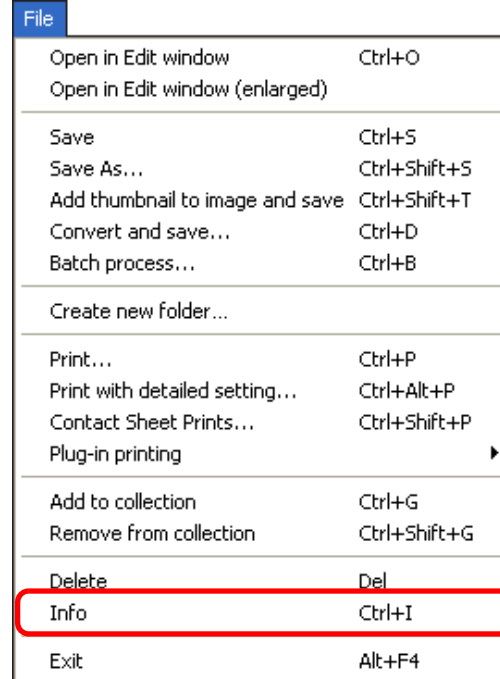 File
Open in Edit window Ctrl+O
Open in Edit window (enlarged)
Save Ctrl+S
Save As... Ctrl+Shift+S
Add thumbnail to image and save Ctrl+Shift+T
Convert and save... Ctrl+D
Batch process... Ctrl+B
Create new folder...
Print... Ctrl+P
Print with detailed setting... Ctrl+Alt+P
Contact Sheet Prints... Ctrl+Shift+P
Plug-in printing
Add to collection Ctrl+G
Remove from collection Ctrl+Shift+G
Delete Del
Info Ctrl+I
Exit Alt+F4